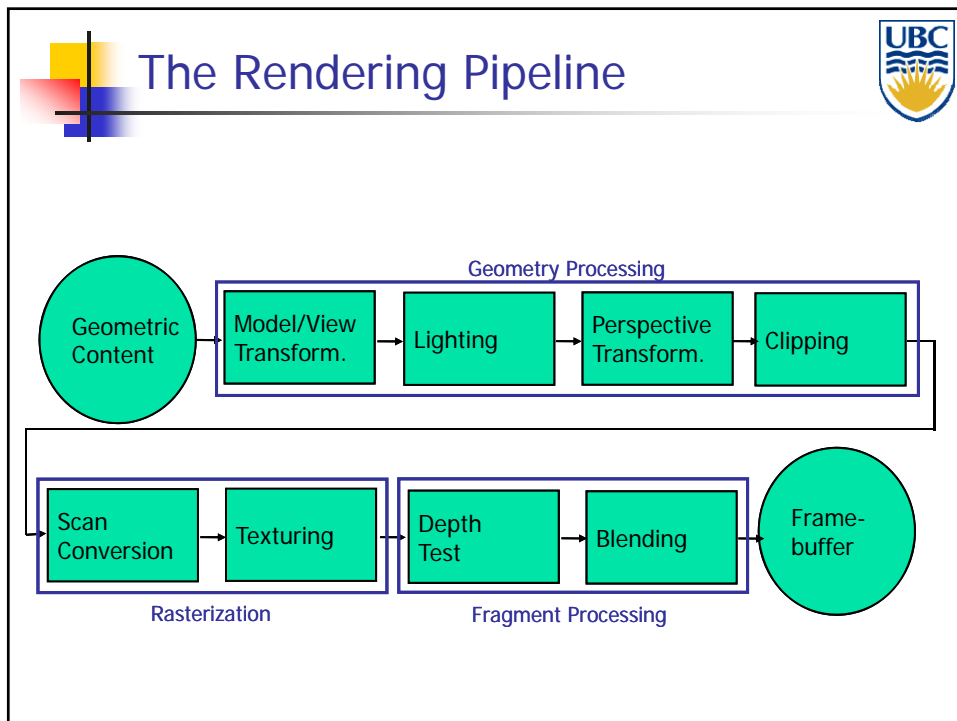 The Rendering Pipeline
UBC
Geometry Processing
Geometric
Content
Model/View
Transform.
Lighting
Perspective
Transform.
Clipping
Scan
Conversion
Texturing
Depth
Test
Blending
Frame-
buffer
Rasterization
Fragment Processing